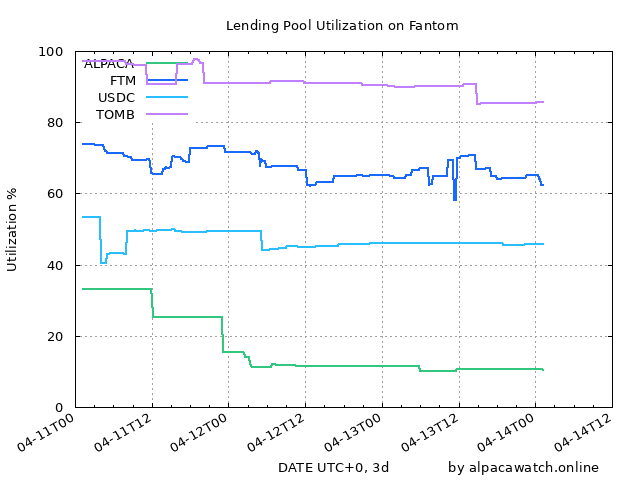 Lending Pool Utilization on Fantom
100
80
60
40
20
0
Utilization %
ALPACA
FTM
USDC
TOMB
04-11T00
04-11T12
04-12T00
04-12T12
04-13T00
04-13T12
04-14T00
04-14T12
DATE UTC+0, 3d
by alpacawatch.online